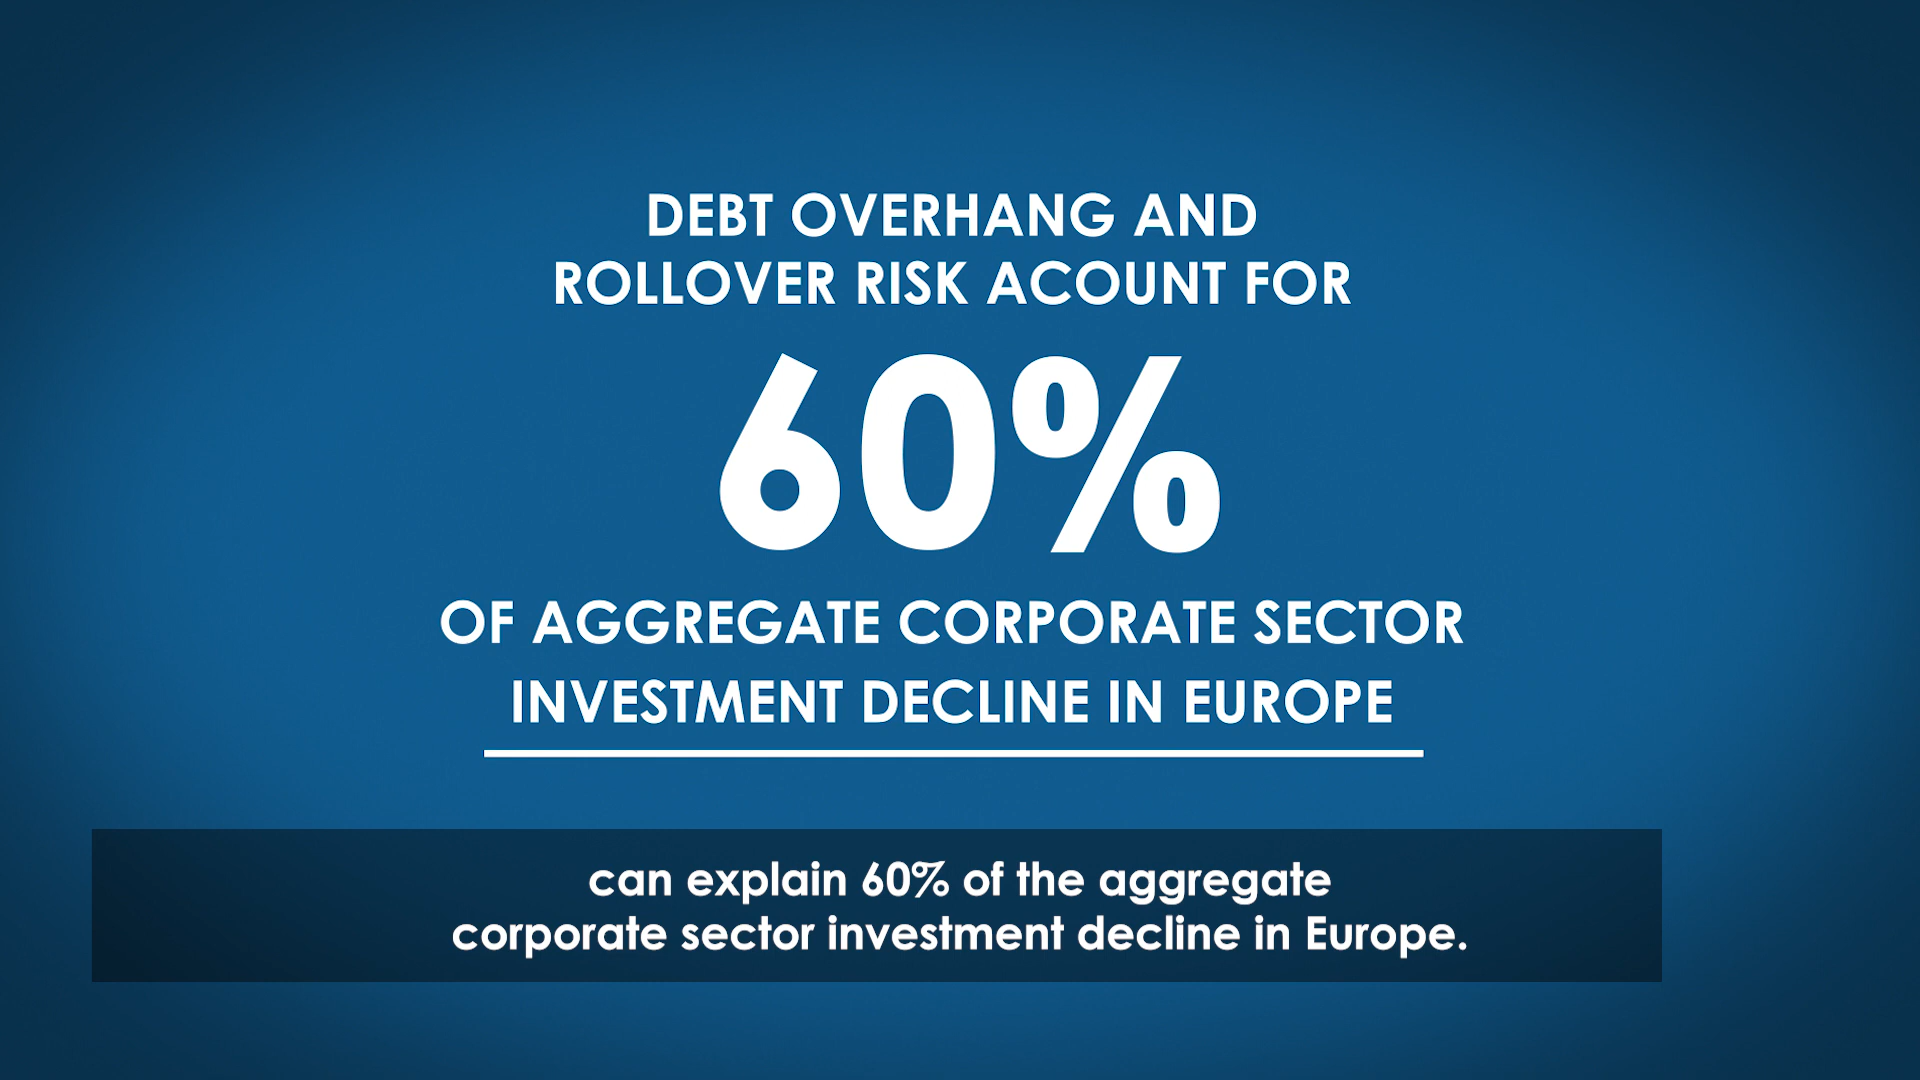 DEBT OVERHANG AND
ROLLOVER RISK ACOUNT FOR
60%
OF AGGREGATE CORPORATE SECTOR
INVESTMENT DECLINE IN EUROPE
can explain 60% of the aggregate
corporate sector investment decline in Europe.